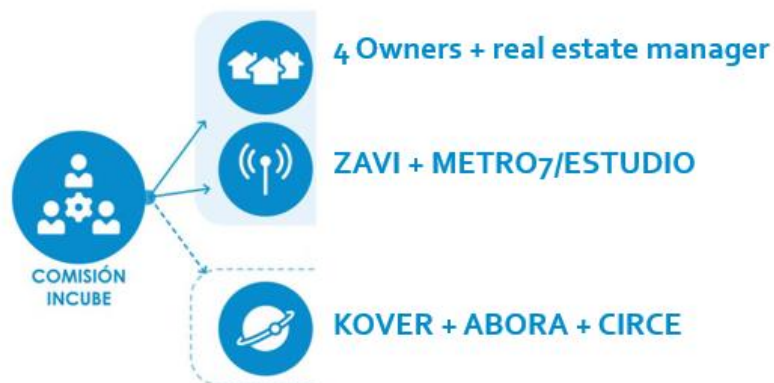 4 Owners + real estate manager
ZAVI + METRO7/ESTUDIO
COMISIÓN
INCUBE
KOVER + ABORA + CIRCE